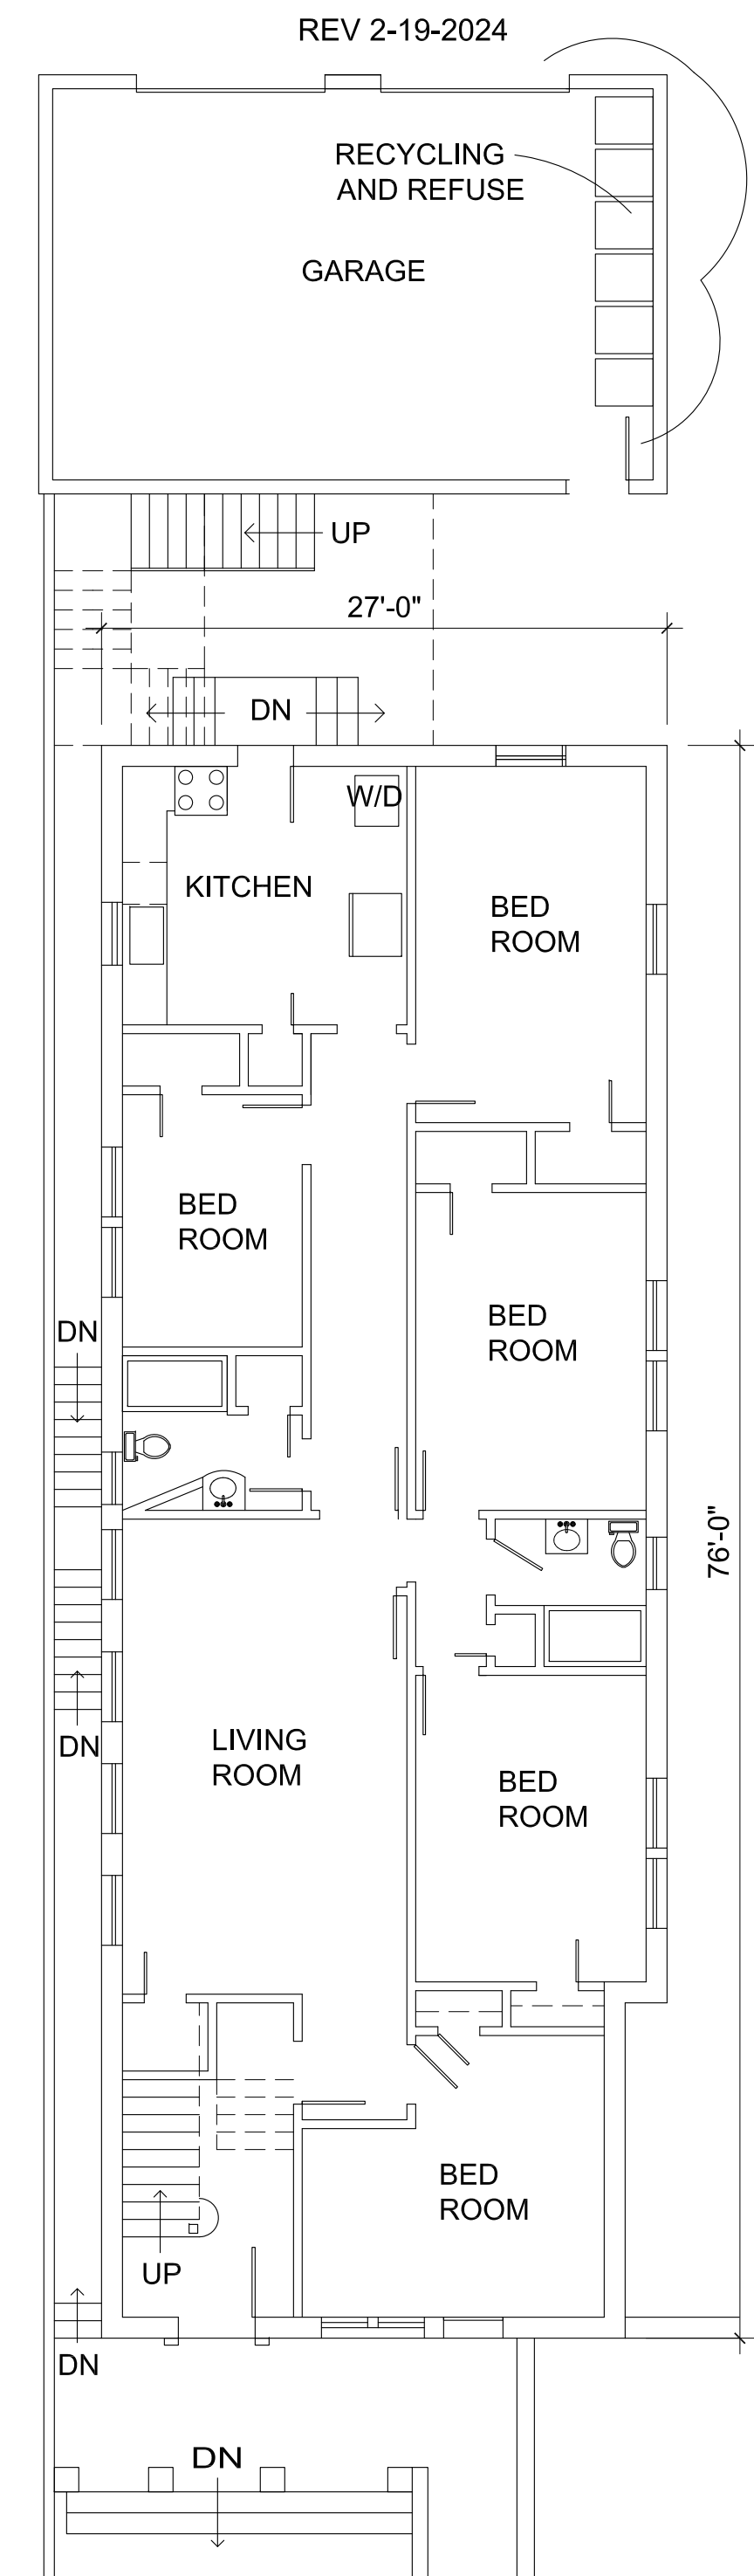 REV 2-19-2024
RECYCLING
AND REFUSE
GARAGE
UP
27'-0"
DN
W/D
KITCHEN
BED
ROOM
BED
ROOM
BED
ROOM
DN
76'-0"
DN
LIVING
ROOM
BED
ROOM
BED
ROOM
UP
DN
DN